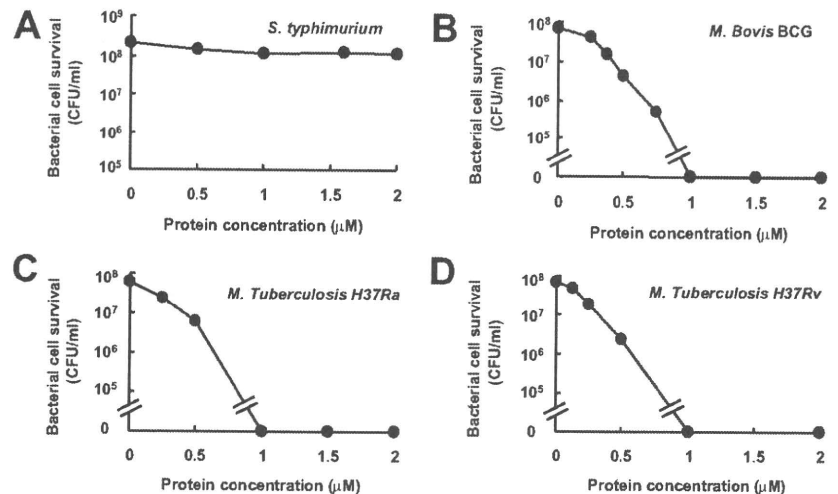 A
S. typhimurium
Bacterial cell survival
(CFU/ml)
10⁹
10⁸
10⁷
10⁶
10⁵
0 0.5 1 1.5 2
Protein concentration (μM)
B
M. Bovis BCG
Bacterial cell survival
(CFU/ml)
10⁸
10⁷
10⁶
10⁵
0
0 0.5 1 1.5 2
Protein concentration (μM)
C
M. Tuberculosis H37Ra
Bacterial cell survival
(CFU/ml)
10⁸
10⁷
10⁶
10⁵
0
0 0.5 1 1.5 2
Protein concentration (μM)
D
M. Tuberculosis H37Rv
Bacterial cell survival
(CFU/ml)
10⁸
10⁷
10⁶
10⁵
0
0 0.5 1 1.5 2
Protein concentration (μM)